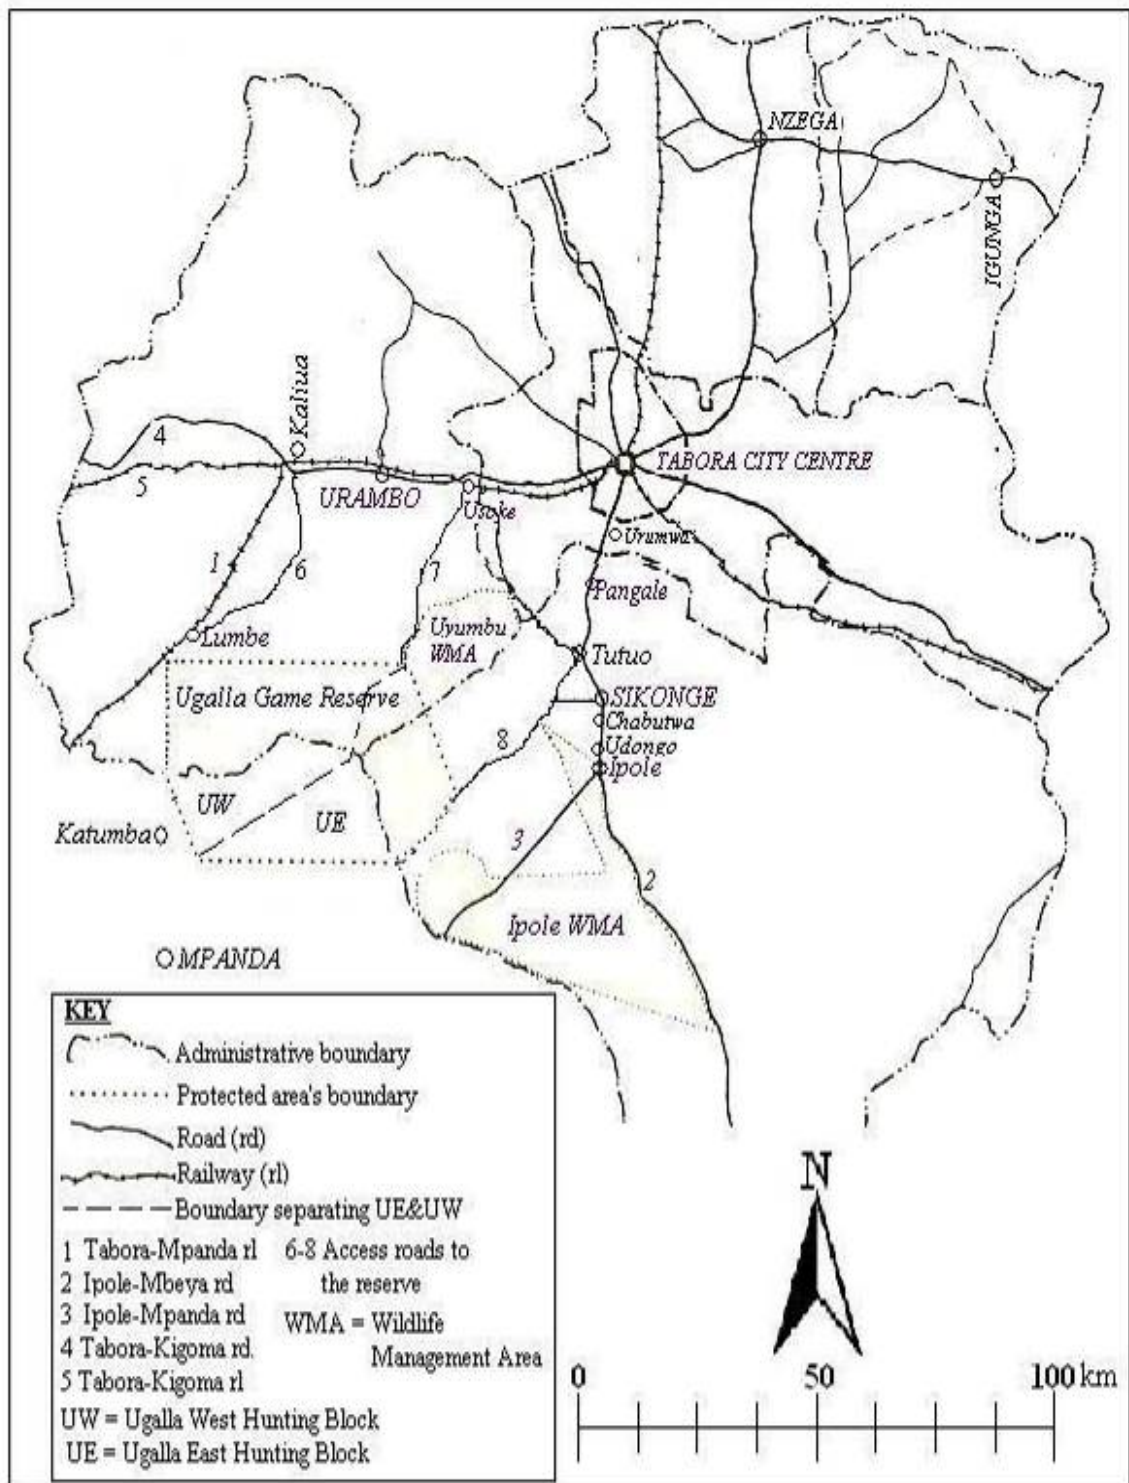 NZEGA
IGUNGA
Kaliua
4
5
URAMBO
Usoke
TABORA CITY CENTRE
Urumwa
1
6
7
Pangale
Lumbe
Uyumbu
WMA
Tutuo
Ugalla Game Reserve
SIKONGE
Chabutwa
8
Udongo
Ipole
UW
UE
Katumba
3
2
Ipole WMA
MPANDA
KEY
Administrative boundary
Protected area's boundary
Road (rd)
Railway (rl)
Boundary separating UE&UW
1 Tabora-Mpanda rl
2 Ipole-Mbeya rd
3 Ipole-Mpanda rd
4 Tabora-Kigoma rd.
5 Tabora-Kigoma rl
6-8 Access roads to
the reserve
WMA = Wildlife
Management Area
UW = Ugalla West Hunting Block
UE = Ugalla East Hunting Block
N
0 50 100 km